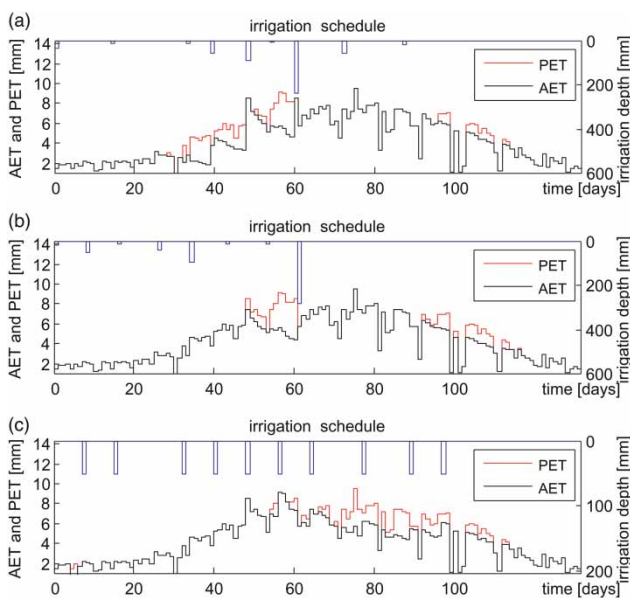 (a)
irrigation schedule
AET and PET [mm]
14
12
10
8
6
4
2
PET
AET
0
200
400
600
irrigation depth [mm]
0 20 40 60 80 100
time [days]
(b)
irrigation schedule
AET and PET [mm]
14
12
10
8
6
4
2
PET
AET
0
200
400
600
irrigation depth [mm]
0 20 40 60 80 100
time [days]
(c)
irrigation schedule
AET and PET [mm]
14
12
10
8
6
4
2
PET
AET
0
100
200
irrigation depth [mm]
0 20 40 60 80 100
time [days]